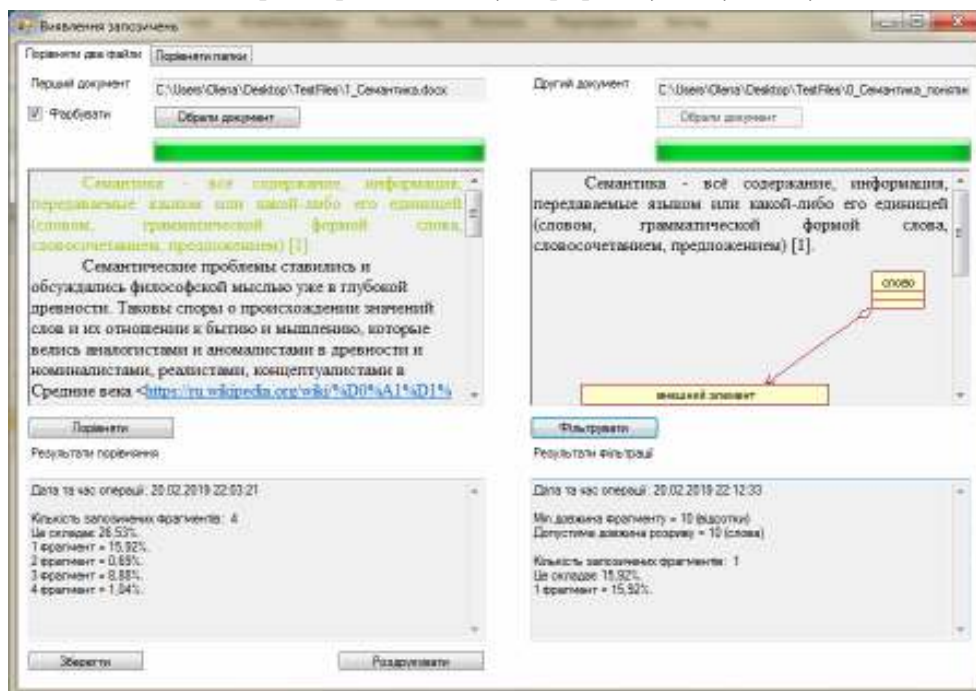 Виявлення запозичень
Порівняти два файли
Порівняти папки
Перший документ
C:\Users\Olena\Desktop\TestFiles\1_Семантика.docx
Фарбувати
Обрати документ
Семантика - всё содержание, информация,
передаваемые языком или какой-либо его единицей
(словом, грамматической формой слова,
словосочетанием, предложением) [1].
Семантические проблемы ставились и
обсуждались философской мыслью уже в глубокой
древности. Таковы споры о происхождении значений
слов и их отношении к бытию и мышлению, которые
велись аналогистами и аномалистами в древности и
номиналистами, реалистами, концептуалистами в
Средние века <https://ru.wikipedia.org/wiki/%D0%A1%D1%
Порівняти
Результати порівняння
Дата та час операції: 20.02.2019 22:03:21
Кількість запозичених фрагментів: 4
Це складає 26,53%.
1 фрагмент = 15,92%.
2 фрагмент = 0,69%.
3 фрагмент = 8,88%.
4 фрагмент = 1,04%.
Зберегти
Роздрукувати
Другий документ
C:\Users\Olena\Desktop\TestFiles\0_Семантика_поняти
Обрати документ
Семантика - всё содержание, информация,
передаваемые языком или какой-либо его единицей
(словом, грамматической формой слова,
словосочетанием, предложением) [1].
слово
внешний элемент
Фільтрувати
Результати фільтрації
Дата та час операції: 20.02.2019 22:12:33
Мін.довжина фрагменту = 10 (відсотки)
Допустима довжина розриву = 10 (слова)
Кількість запозичених фрагментів: 1
Це складає 15,92%.
1 фрагмент = 15,92%.